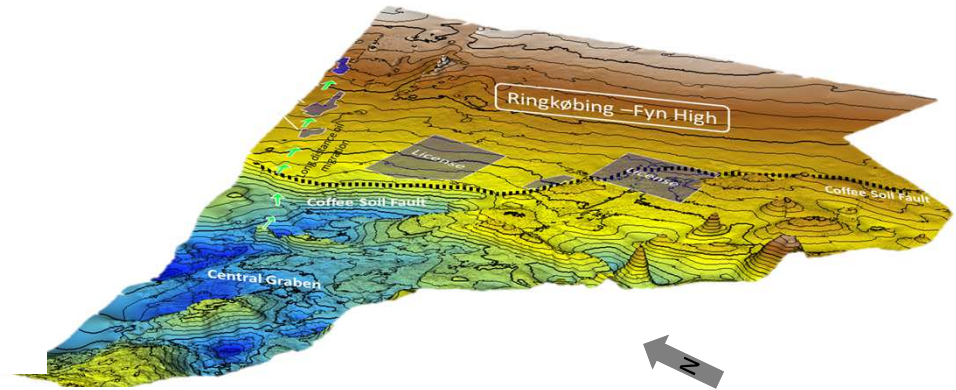 Ringkøbing –Fyn High
Long distance oil
migration
License
License
Coffee Soil Fault
Coffee Soil Fault
Central Graben
N